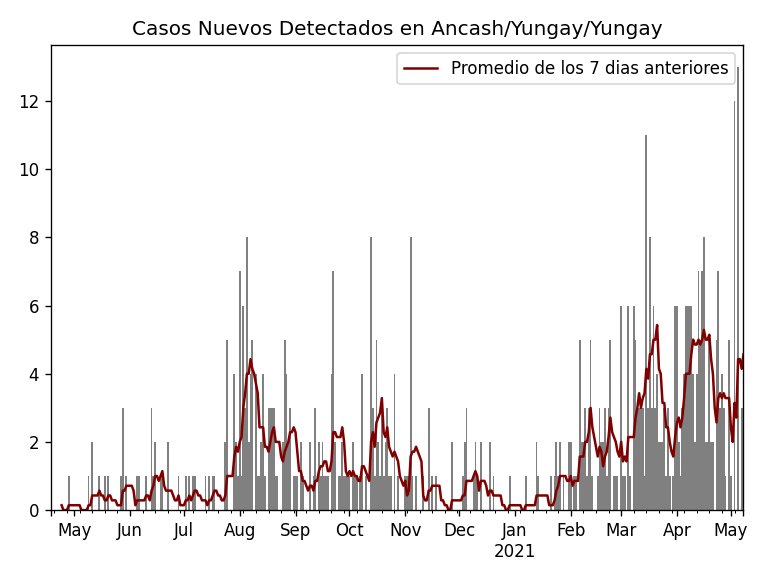 Casos Nuevos Detectados en Ancash/Yungay/Yungay
Promedio de los 7 dias anteriores
12
10
8
6
4
2
0
May Jun Jul Aug Sep Oct Nov Dec Jan Feb Mar Apr May
2021